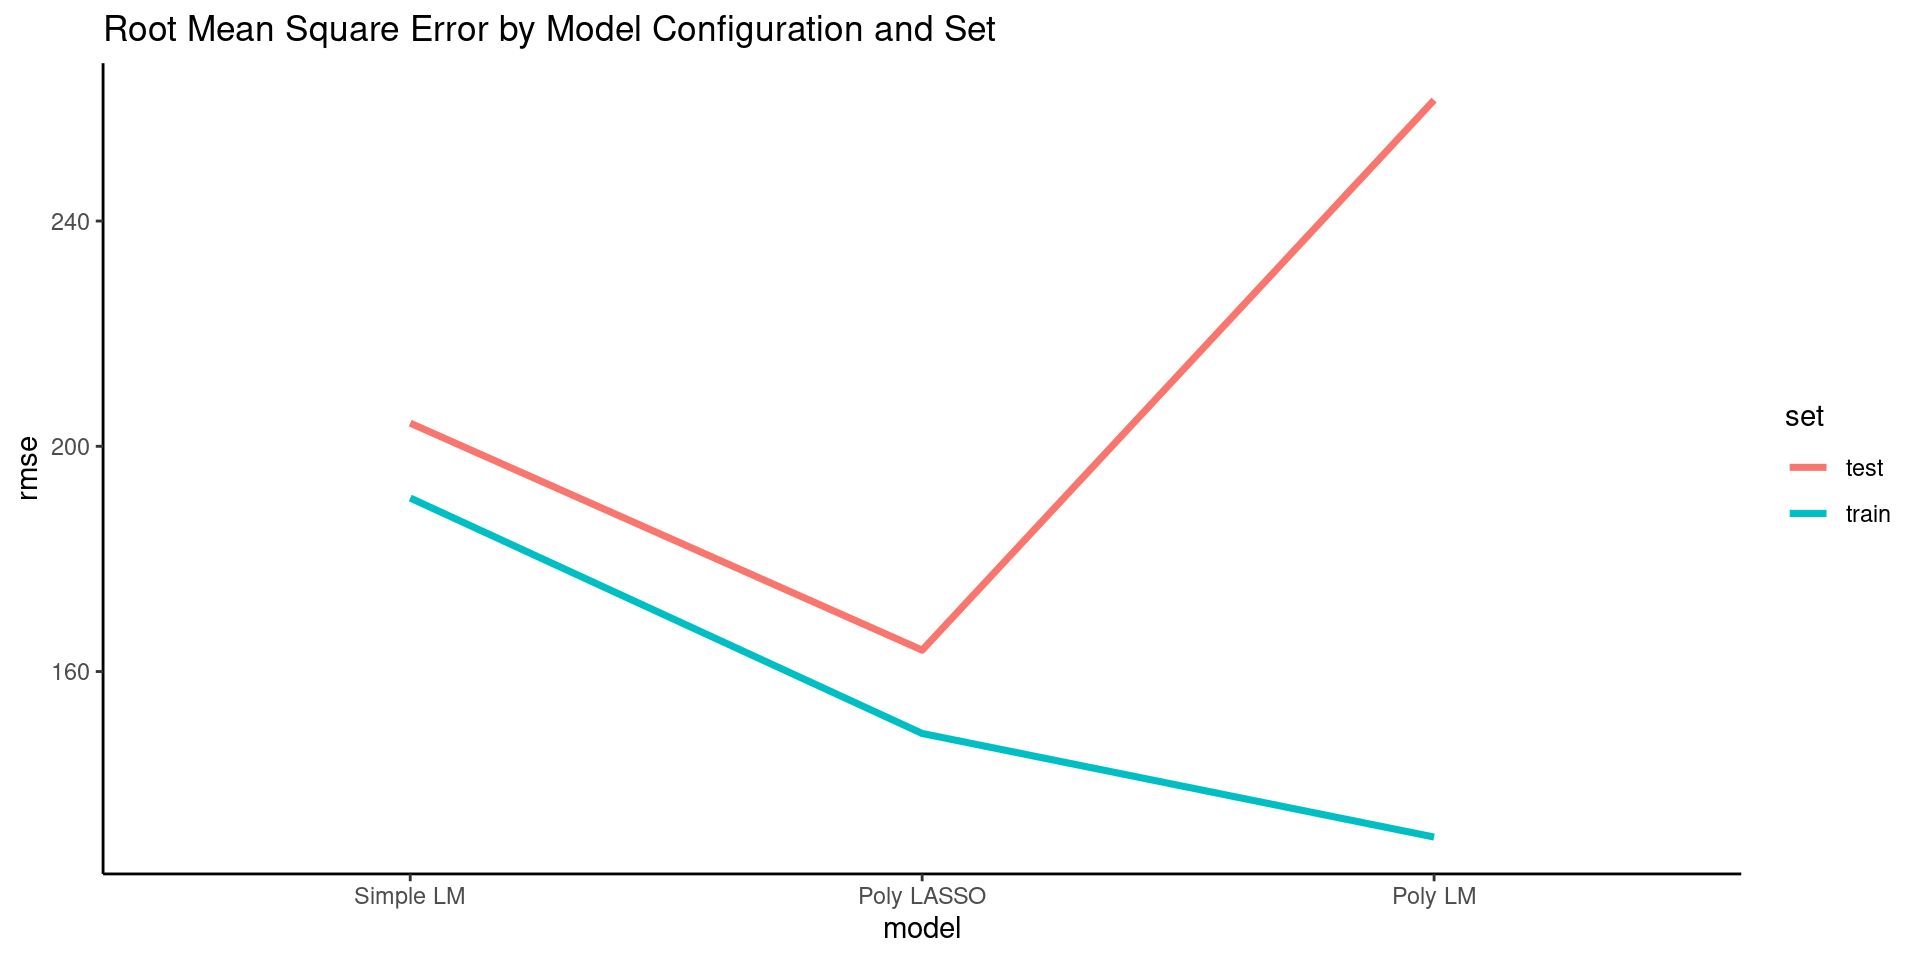 Root Mean Square Error by Model Configuration and Set
240
200
160
rmse
Simple LM
Poly LASSO
Poly LM
model
set
test
train